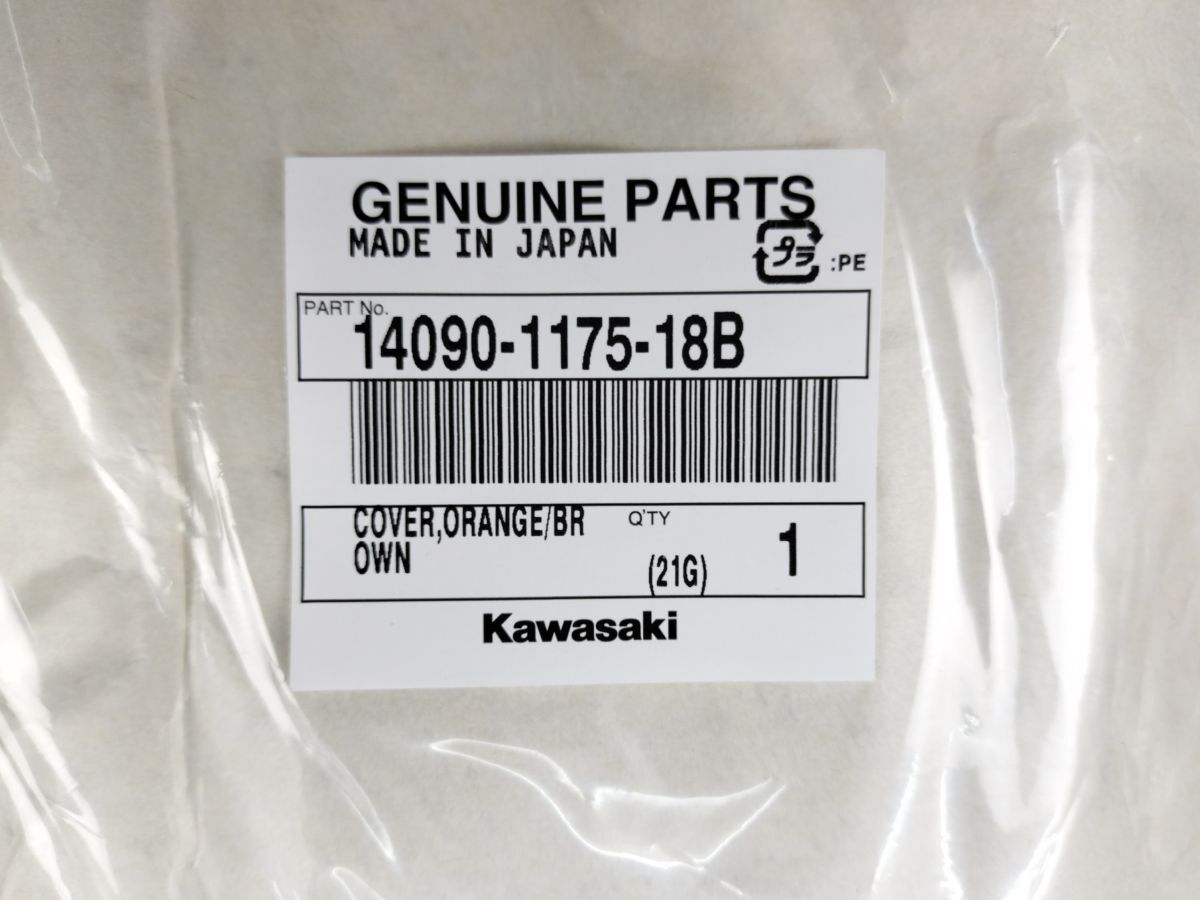 GENUINE PARTS
MADE IN JAPAN
プラ :PE
PART No.
14090-1175-18B
COVER,ORANGE/BR
OWN
Q'TY
(21G)
1
Kawasaki